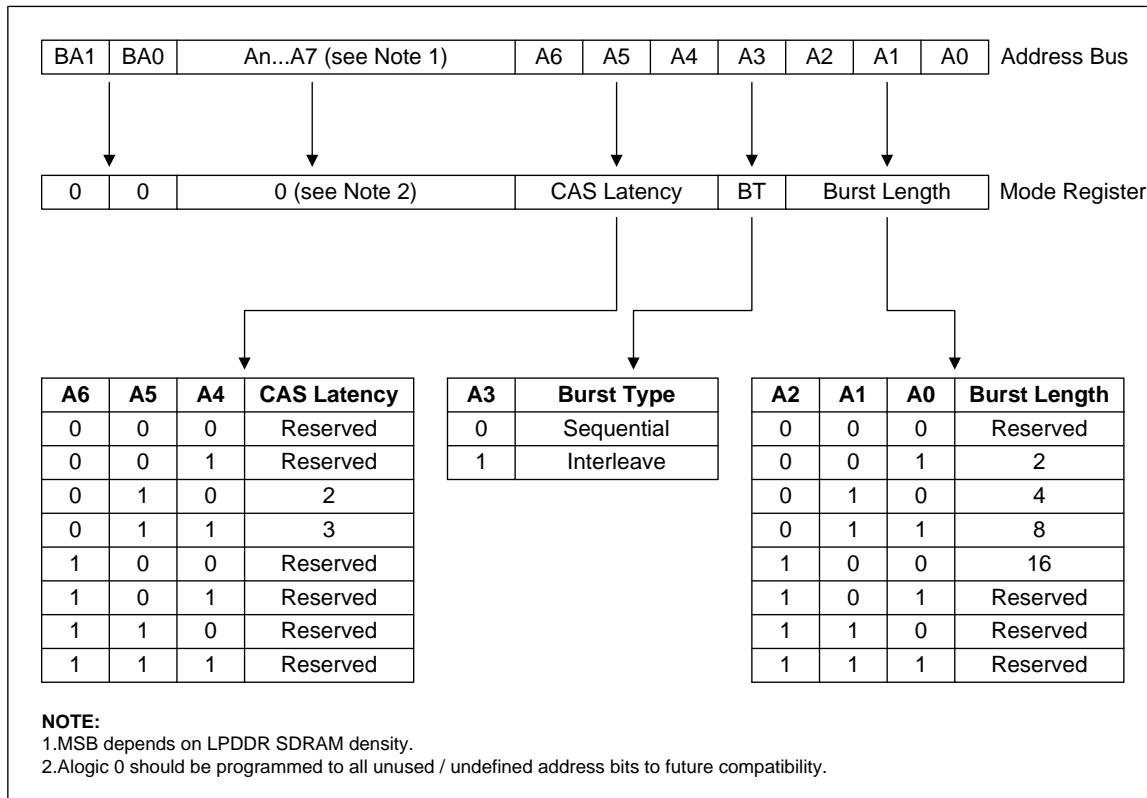 BA1 BA0 An...A7 (see Note 1) A6 A5 A4 A3 A2 A1 A0 Address Bus
0 0 0 (see Note 2) CAS Latency BT Burst Length Mode Register
A6 A5 A4 CAS Latency
0 0 0 Reserved
0 0 1 Reserved
0 1 0 2
0 1 1 3
1 0 0 Reserved
1 0 1 Reserved
1 1 0 Reserved
1 1 1 Reserved
A3 Burst Type
0 Sequential
1 Interleave
A2 A1 A0 Burst Length
0 0 0 Reserved
0 0 1 2
0 1 0 4
0 1 1 8
1 0 0 16
1 0 1 Reserved
1 1 0 Reserved
1 1 1 Reserved
NOTE:
1.MSB depends on LPDDR SDRAM density.
2.Alogic 0 should be programmed to all unused / undefined address bits to future compatibility.